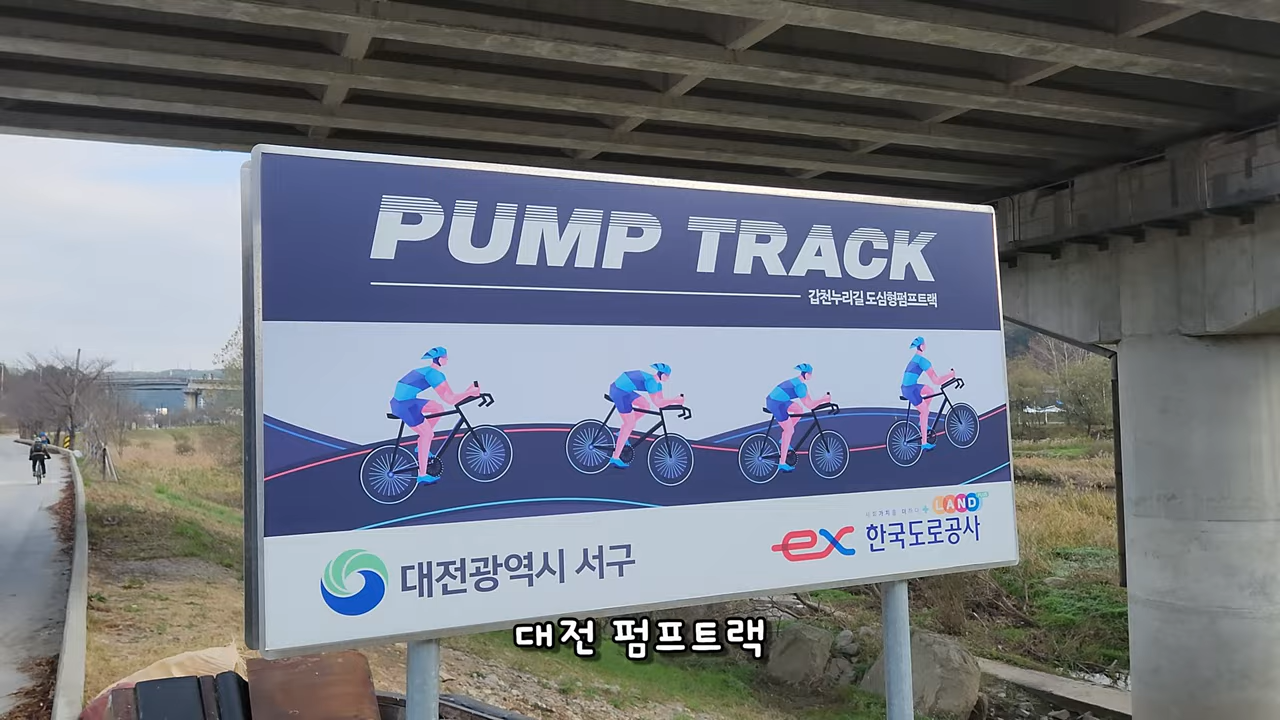 PUMP TRACK
갑천누리길 도심형펌프트랙
대전광역시 서구
LAND
ex 한국도로공사
대전 펌프트랙